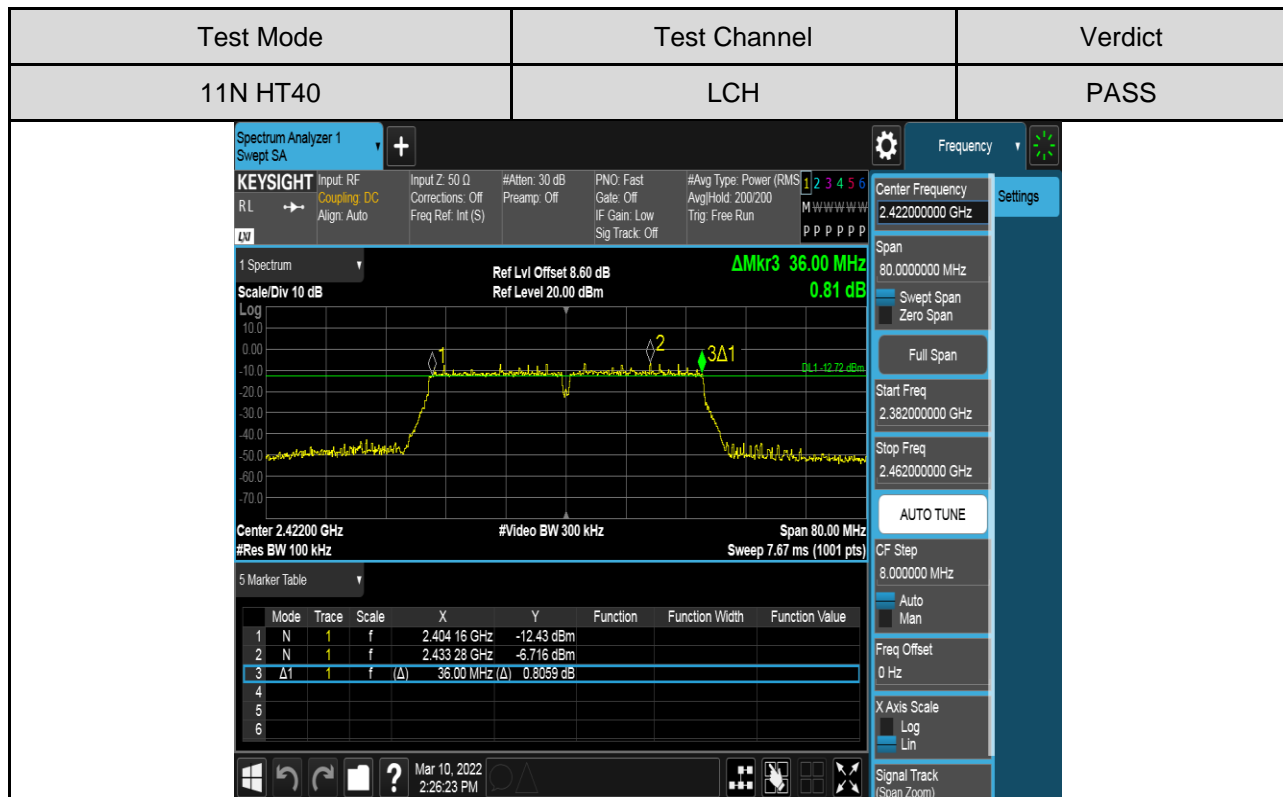 Test Mode Test Channel Verdict
11N HT40 LCH PASS
Spectrum Analyzer 1
Swept SA
+
Frequency
KEYSIGHT Input: RF Input Z: 50 Ω #Atten: 30 dB PNO: Fast #Avg Type: Power (RMS 1 2 3 4 5 6
RL Coupling: DC Corrections: Off Preamp: Off Gate: Off Avg|Hold: 200/200 M W W W W W
Align: Auto Freq Ref: Int (S) IF Gain: Low Trig: Free Run
LXI Sig Track: Off P P P P P P
1 Spectrum Ref Lvl Offset 8.60 dB ΔMkr3 36.00 MHz
Scale/Div 10 dB Ref Level 20.00 dBm 0.81 dB
Log
10.0
0.00
1 2 3Δ1
-10.0 DL1 -12.72 dBm
-20.0
-30.0
-40.0
-50.0
-60.0
-70.0
Center 2.42200 GHz #Video BW 300 kHz Span 80.00 MHz
#Res BW 100 kHz Sweep 7.67 ms (1001 pts)
5 Marker Table
Mode Trace Scale X Y Function Function Width Function Value
1 N 1 f 2.404 16 GHz -12.43 dBm
2 N 1 f 2.433 28 GHz -6.716 dBm
3 Δ1 1 f (Δ) 36.00 MHz (Δ) 0.8059 dB
4
5
6
? Mar 10, 2022
2:26:23 PM
Center Frequency
2.422000000 GHz
Settings
Span
80.0000000 MHz
Swept Span
Zero Span
Full Span
Start Freq
2.382000000 GHz
Stop Freq
2.462000000 GHz
AUTO TUNE
CF Step
8.000000 MHz
Auto
Man
Freq Offset
0 Hz
X Axis Scale
Log
Lin
Signal Track
(Span Zoom)